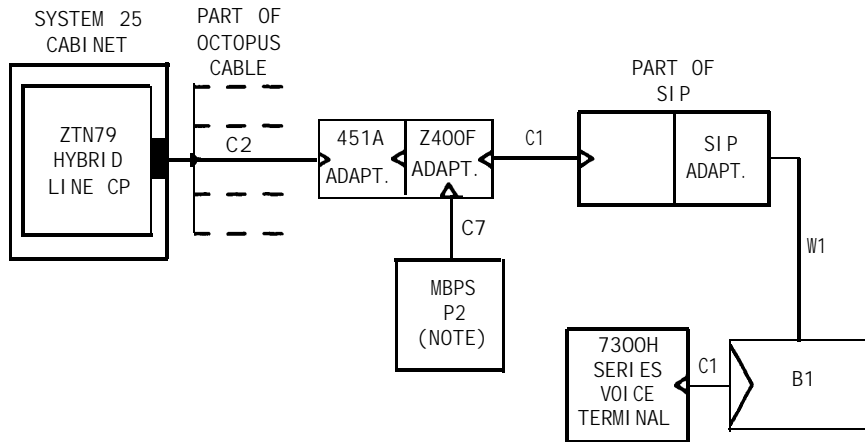 SYSTEM 25
CABINET
PART OF
OCTOPUS
CABLE
PART OF
SIP
ZTN79
HYBRID
LINE CP
C2
451A
ADAPT.
Z400F
ADAPT.
C1
SIP
ADAPT.
C7
W1
MBPS
P2
(NOTE)
7300H
SERIES
VOICE
TERMINAL
C1
B1